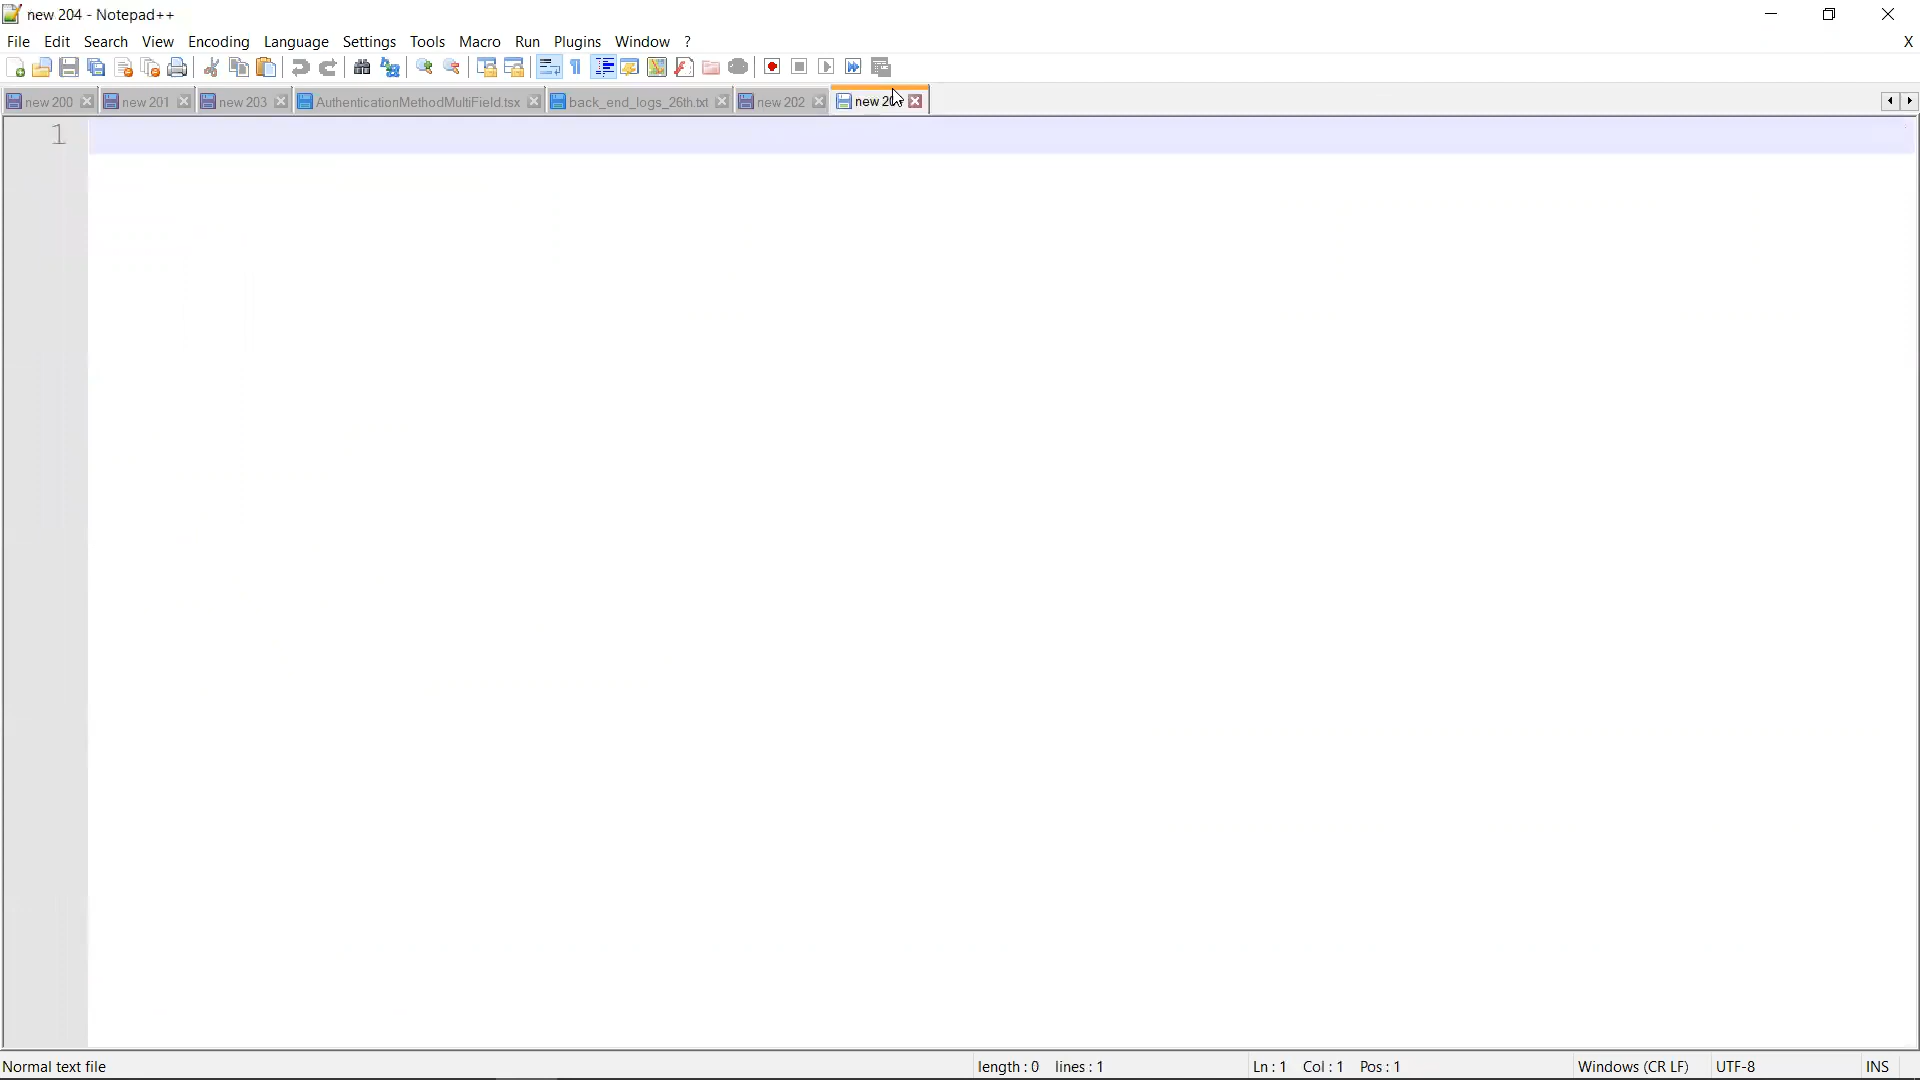 new 204 - Notepad++
File Edit Search View Encoding Language Settings Tools Macro Run Plugins Window ? X
new 200 new 201 new 203 AuthenticationMethodMultiField.tsx back_end_logs_26th.txt new 202 new
1
Normal text file length : 0 lines : 1 Ln : 1 Col : 1 Pos : 1 Windows (CR LF) UTF-8 INS